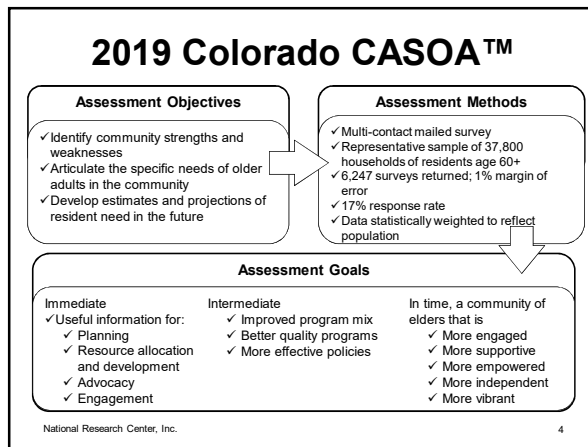 2019 Colorado CASOA™
Assessment Objectives
✓Identify community strengths and
weaknesses
✓Articulate the specific needs of older
adults in the community
✓Develop estimates and projections of
resident need in the future
Assessment Methods
✓Multi-contact mailed survey
✓Representative sample of 37,800
households of residents age 60+
✓6,247 surveys returned; 1% margin of
error
✓17% response rate
✓Data statistically weighted to reflect
population
Assessment Goals
Immediate
✓Useful information for:
✓ Planning
✓ Resource allocation
and development
✓ Advocacy
✓ Engagement
Intermediate
✓ Improved program mix
✓ Better quality programs
✓ More effective policies
In time, a community of
elders that is
✓ More engaged
✓ More supportive
✓ More empowered
✓ More independent
✓ More vibrant
National Research Center, Inc.
4